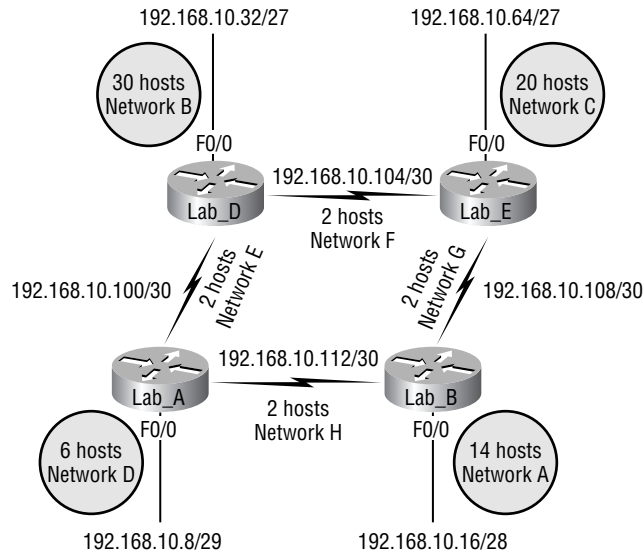 192.168.10.32/27
192.168.10.64/27
30 hosts
Network B
20 hosts
Network C
F0/0
F0/0
192.168.10.104/30
Lab_D
Lab_E
2 hosts
Network F
192.168.10.100/30
2 hosts
Network E
2 hosts
Network G
192.168.10.108/30
192.168.10.112/30
Lab_A
Lab_B
2 hosts
Network H
F0/0
F0/0
6 hosts
Network D
14 hosts
Network A
192.168.10.8/29
192.168.10.16/28